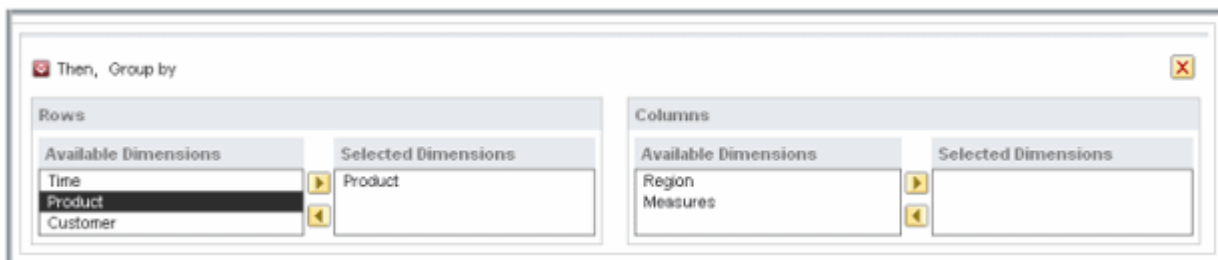 Then, Group by
Rows
Columns
Available Dimensions
Selected Dimensions
Available Dimensions
Selected Dimensions
Time
Product
Customer
Product
Region
Measures